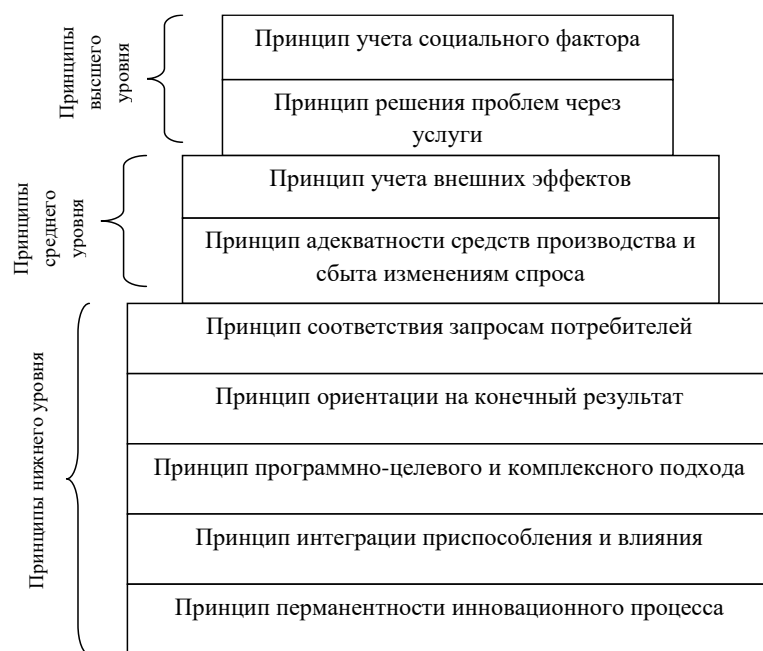 Принципы
высшего
уровня
Принцип учета социального фактора
Принцип решения проблем через
услуги
Принципы
среднего
уровня
Принцип учета внешних эффектов
Принцип адекватности средств производства и
сбыта изменениям спроса
Принципы нижнего уровня
Принцип соответствия запросам потребителей
Принцип ориентации на конечный результат
Принцип программно-целевого и комплексного подхода
Принцип интеграции приспособления и влияния
Принцип перманентности инновационного процесса